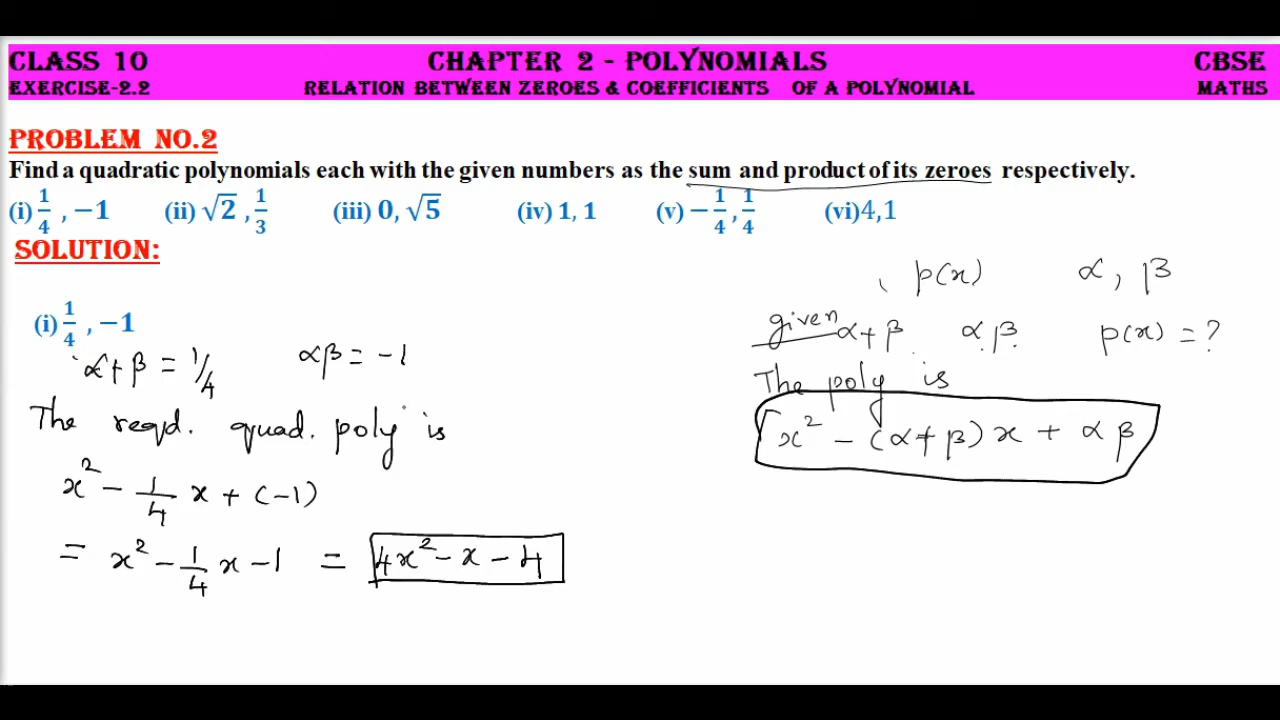 CLASS 10 CHAPTER 2 - POLYNOMIALS CBSE
EXERCISE-2.2 RELATION BETWEEN ZEROES & COEFFICIENTS OF A POLYNOMIAL MATHS
PROBLEM NO.2
Find a quadratic polynomials each with the given numbers as the sum and product of its zeroes respectively.
(i) 1/4 , −1 (ii) √2 , 1/3 (iii) 0, √5 (iv) 1, 1 (v) −1/4, 1/4 (vi) 4,1
SOLUTION:
(i) 1/4 , −1
α+β = 1/4 αβ = −1
The reqd. quad. poly is
x² − 1/4 x + (−1)
= x² − 1/4 x − 1 = 4x² − x − 4
p(x) α, β
given α+β αβ p(x) = ?
The poly is
x² − (α+β)x + αβ